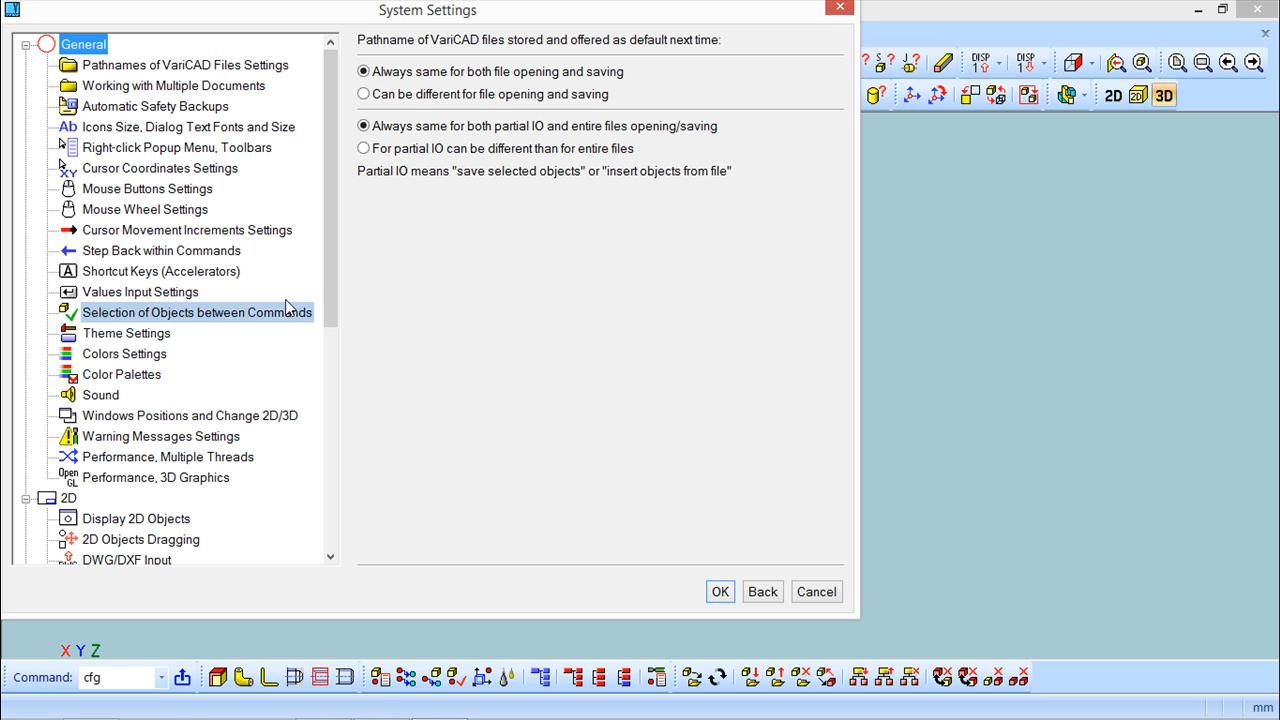 System Settings
General
Pathnames of VariCAD Files Settings
Working with Multiple Documents
Automatic Safety Backups
Ab Icons Size, Dialog Text Fonts and Size
Right-click Popup Menu, Toolbars
XY Cursor Coordinates Settings
Mouse Buttons Settings
Mouse Wheel Settings
Cursor Movement Increments Settings
Step Back within Commands
A Shortcut Keys (Accelerators)
Values Input Settings
Selection of Objects between Commands
Theme Settings
Colors Settings
Color Palettes
Sound
Windows Positions and Change 2D/3D
Warning Messages Settings
Performance, Multiple Threads
Open GL Performance, 3D Graphics
2D
Display 2D Objects
2D Objects Dragging
DWG/DXF Input
Pathname of VariCAD files stored and offered as default next time:
Always same for both file opening and saving
Can be different for file opening and saving
Always same for both partial IO and entire files opening/saving
For partial IO can be different than for entire files
Partial IO means "save selected objects" or "insert objects from file"
OK Back Cancel
DISP DISP
2D 2D 3D
X Y Z
Command: cfg
mm